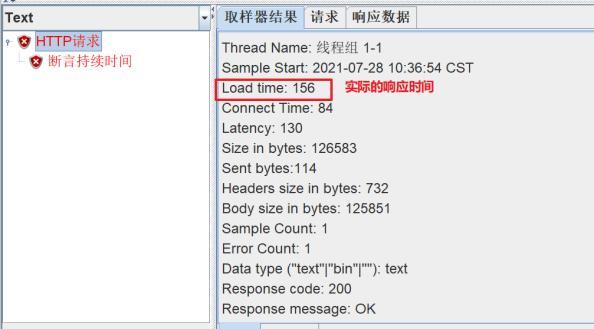 Text
HTTP请求
断言持续时间
取样器结果 请求 响应数据
Thread Name: 线程组 1-1
Sample Start: 2021-07-28 10:36:54 CST
Load time: 156 实际的响应时间
Connect Time: 84
Latency: 130
Size in bytes: 126583
Sent bytes:114
Headers size in bytes: 732
Body size in bytes: 125851
Sample Count: 1
Error Count: 1
Data type ("text"|"bin"|""): text
Response code: 200
Response message: OK